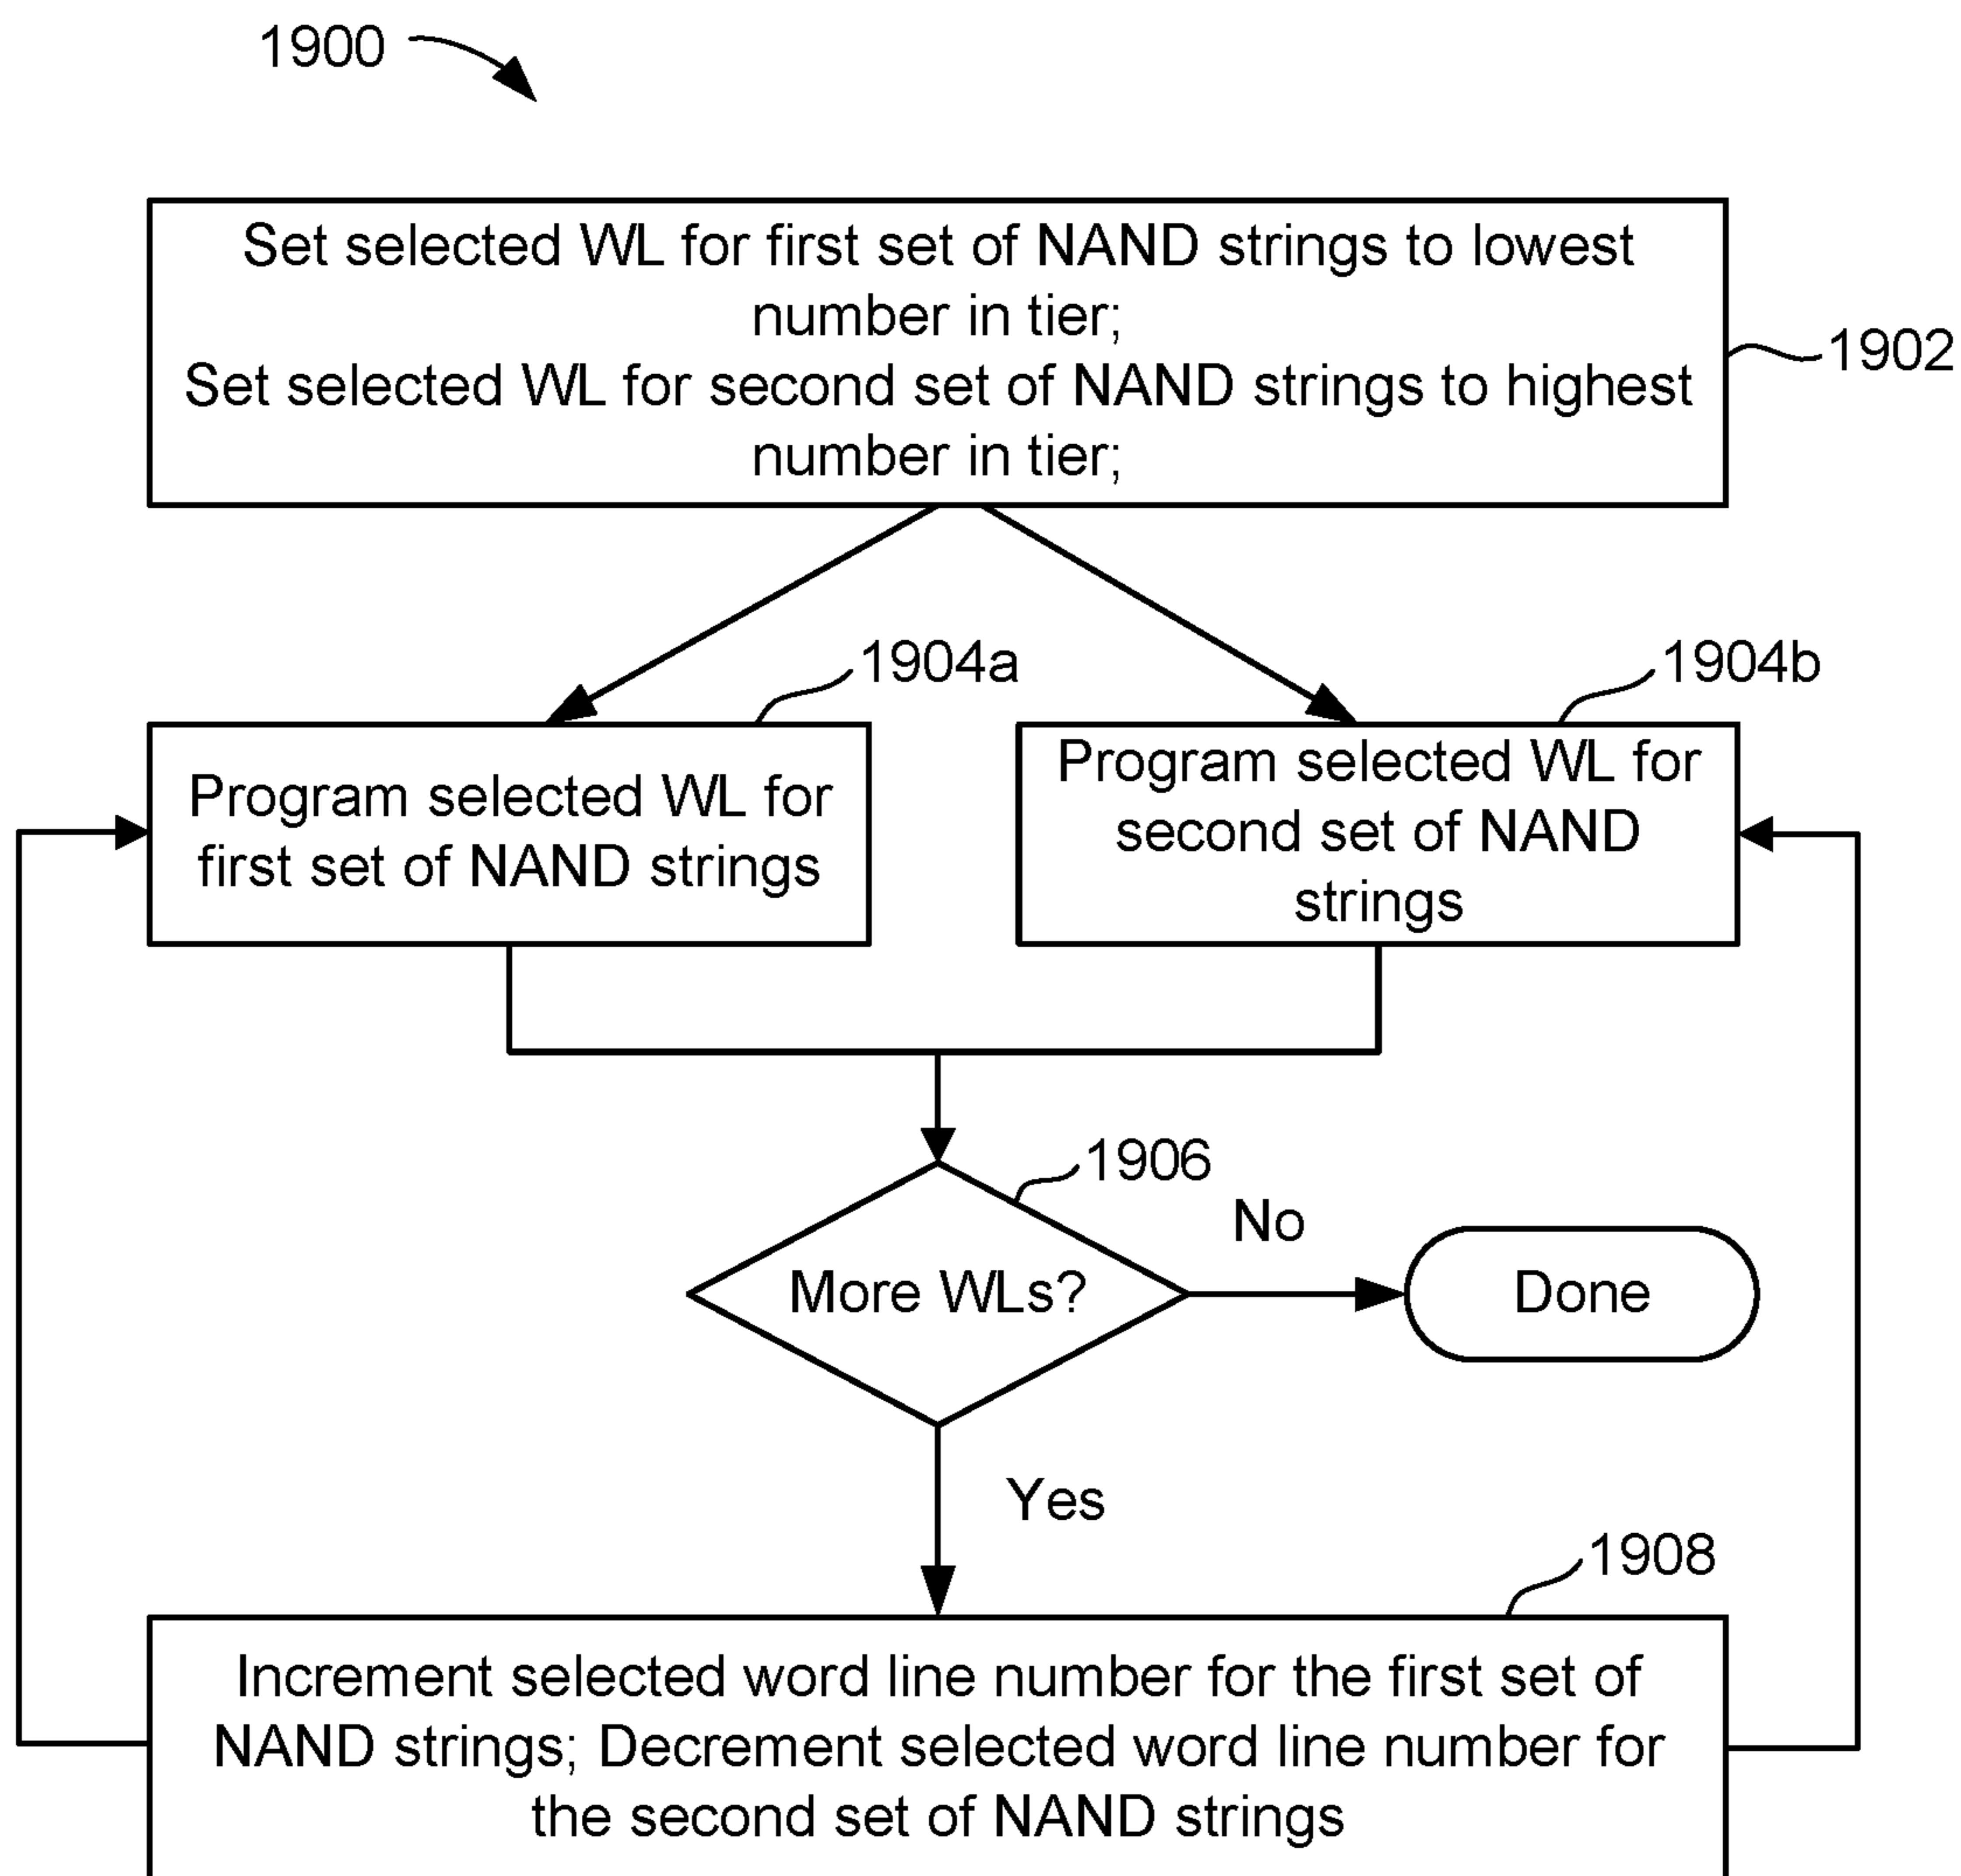 1900
Set selected WL for first set of NAND strings to lowest
number in tier;
Set selected WL for second set of NAND strings to highest
number in tier;
1902
1904a
1904b
Program selected WL for
first set of NAND strings
Program selected WL for
second set of NAND
strings
1906
No
More WLs?
Done
Yes
1908
Increment selected word line number for the first set of
NAND strings; Decrement selected word line number for
the second set of NAND strings